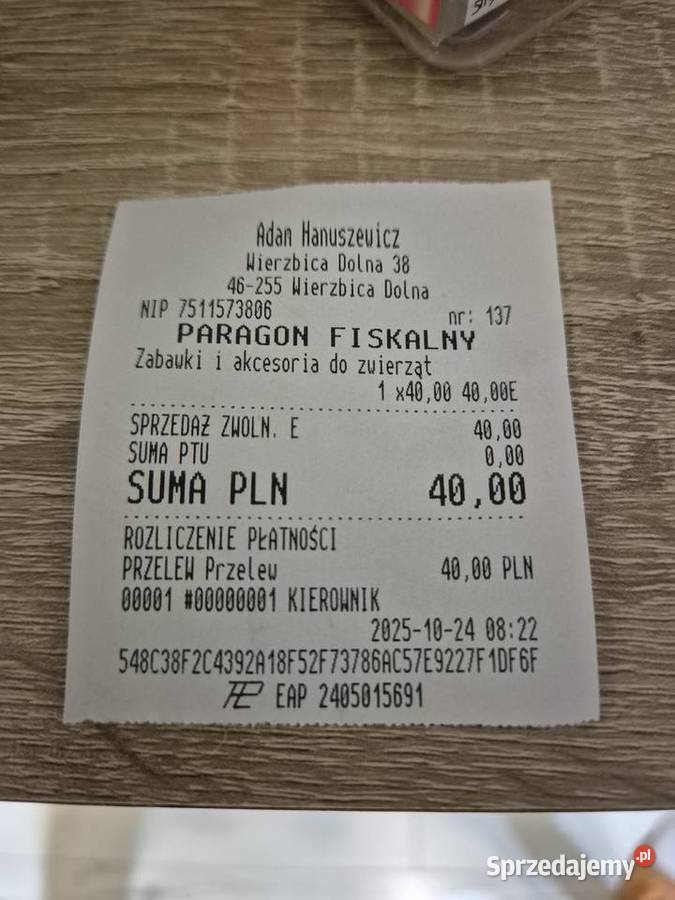 Adam Hanuszewicz
Wierzbica Dolna 38
46-255 Wierzbica Dolna
NIP 7511573806 nr: 137
PARAGON FISKALNY
Zabawki i akcesoria do zwierząt
1 x40,00 40,00E
SPRZEDAŻ ZWOLN. E 40,00
SUMA PTU 0,00
SUMA PLN 40,00
ROZLICZENIE PŁATNOŚCI
PRZELEW Przelew 40,00 PLN
00001 #00000001 KIEROWNIK
2025-10-24 08:22
548C38F2C4392A18F52F73786AC57E9227F1DF6F
EAP 2405015691
Sprzedajemy.pl